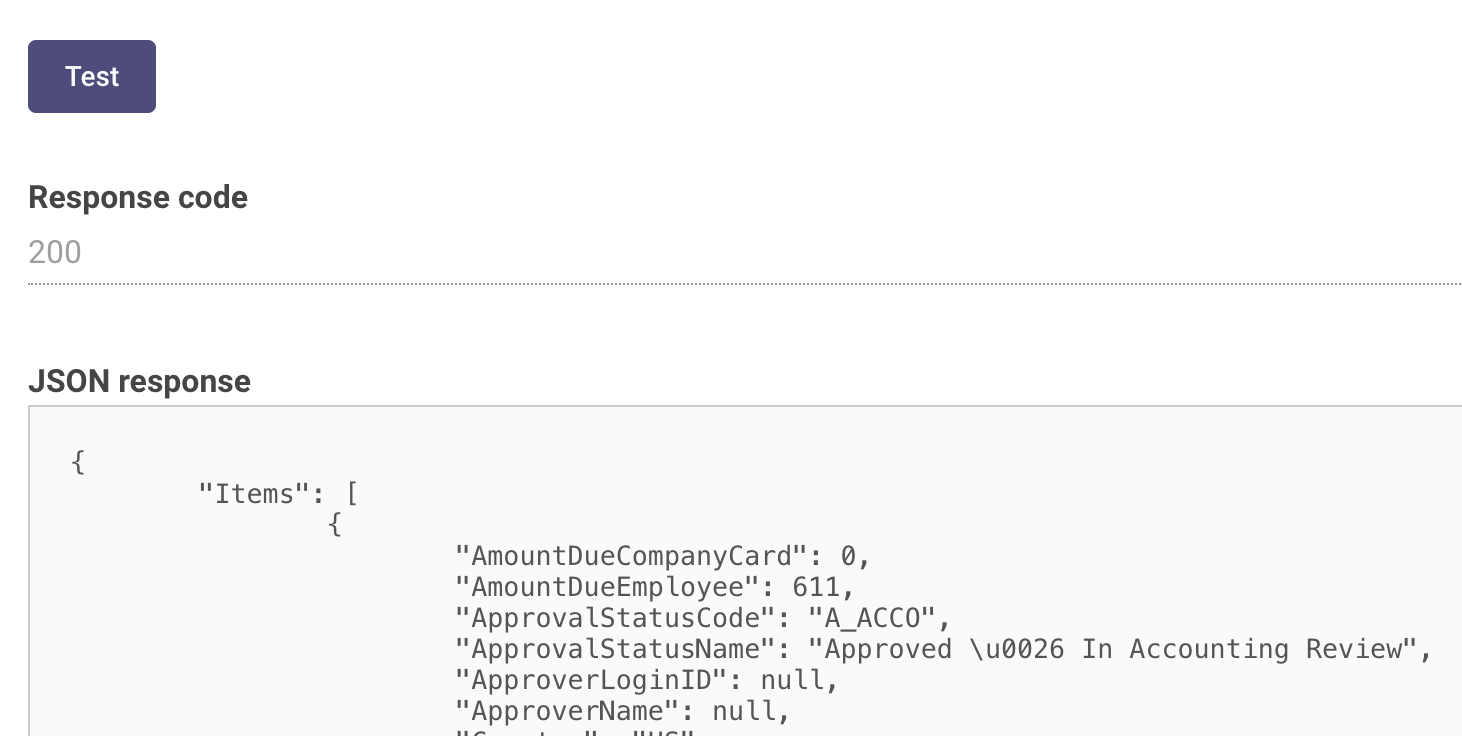 Test
Response code
200
JSON response
{
"Items": [
{
"AmountDueCompanyCard": 0,
"AmountDueEmployee": 611,
"ApprovalStatusCode": "A_ACCO",
"ApprovalStatusName": "Approved \u0026 In Accounting Review",
"ApproverLoginID": null,
"ApproverName": null,